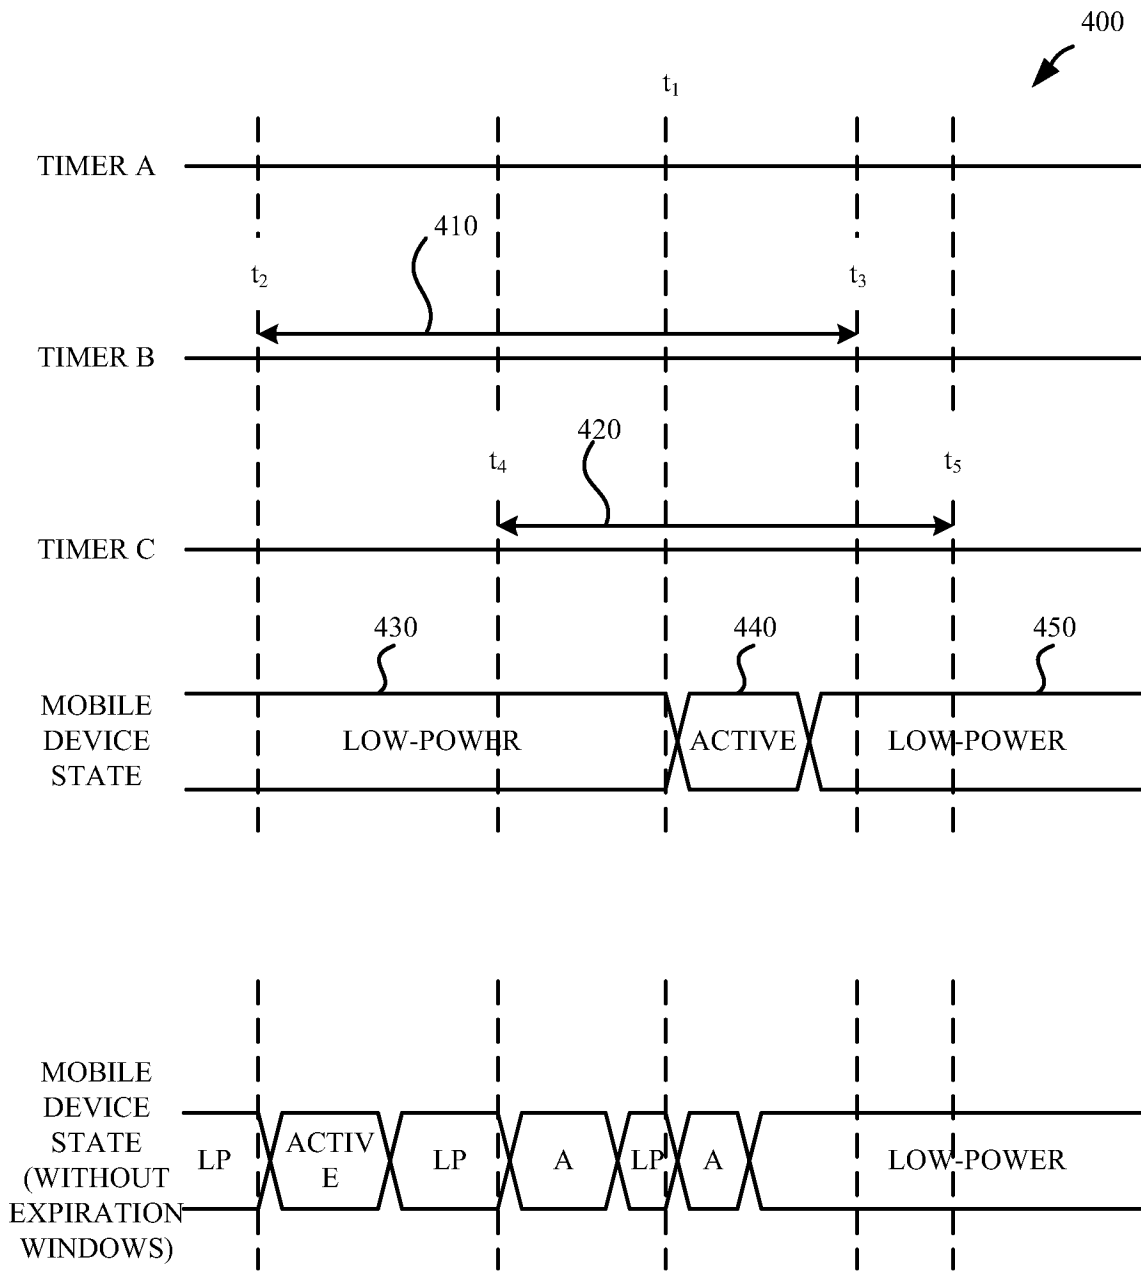 400
t1
TIMER A
410
t2
t3
TIMER B
420
t4
t5
TIMER C
430
440
450
MOBILE
DEVICE
STATE
LOW-POWER
ACTIVE
LOW-POWER
MOBILE
DEVICE
STATE
(WITHOUT
EXPIRATION
WINDOWS)
LP
ACTIV
E
LP
A
LP
A
LOW-POWER